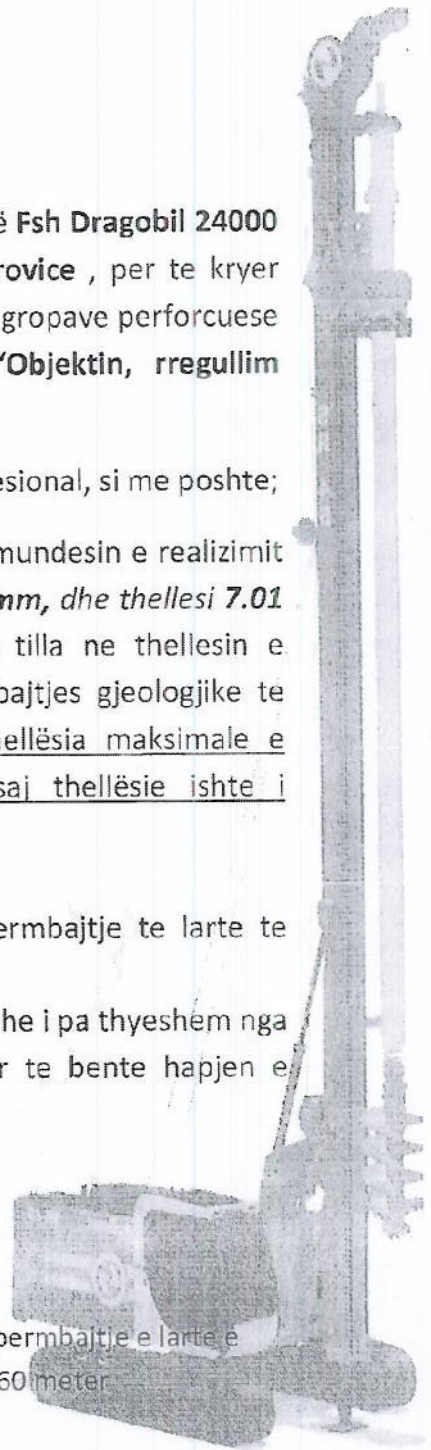 ë Fsh Dragobil 24000
rovice , per te kryer
gropave perforcuese
"Objektin, rregullim
esional, si me poshte;
mundesin e realizimit
mm, dhe thellesi 7.01
tilla ne thellesin e
bajtjes gjeologjike te
hellësia maksimale e
saj thellësie ishte i
ermbajtje te larte te
he i pa thyeshem nga
r te bente hapjen e
permbajtje e larte e
60 meter